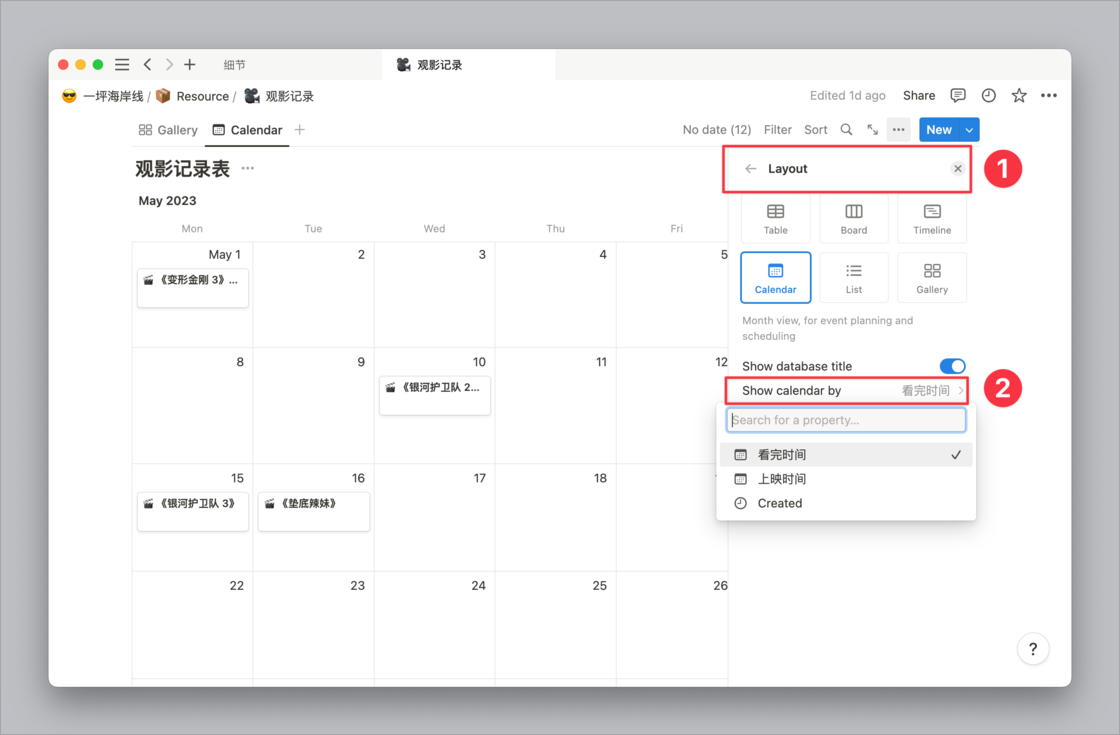 细节
观影记录
一坪海岸线 / Resource / 观影记录
Edited 1d ago Share
Gallery Calendar
No date (12) Filter Sort New
观影记录表
May 2023
Mon Tue Wed Thu Fri
May 1 2 3 4 5
《变形金刚 3》...
8 9 10 11 12
《银河护卫队 2...
15 16 17 18
《银河护卫队 3》 《垫底辣妹》
22 23 24 25 26
Layout
1
Table Board Timeline
Calendar List Gallery
Month view, for event planning and
scheduling
Show database title
Show calendar by 看完时间
2
Search for a property...
看完时间
上映时间
Created
?